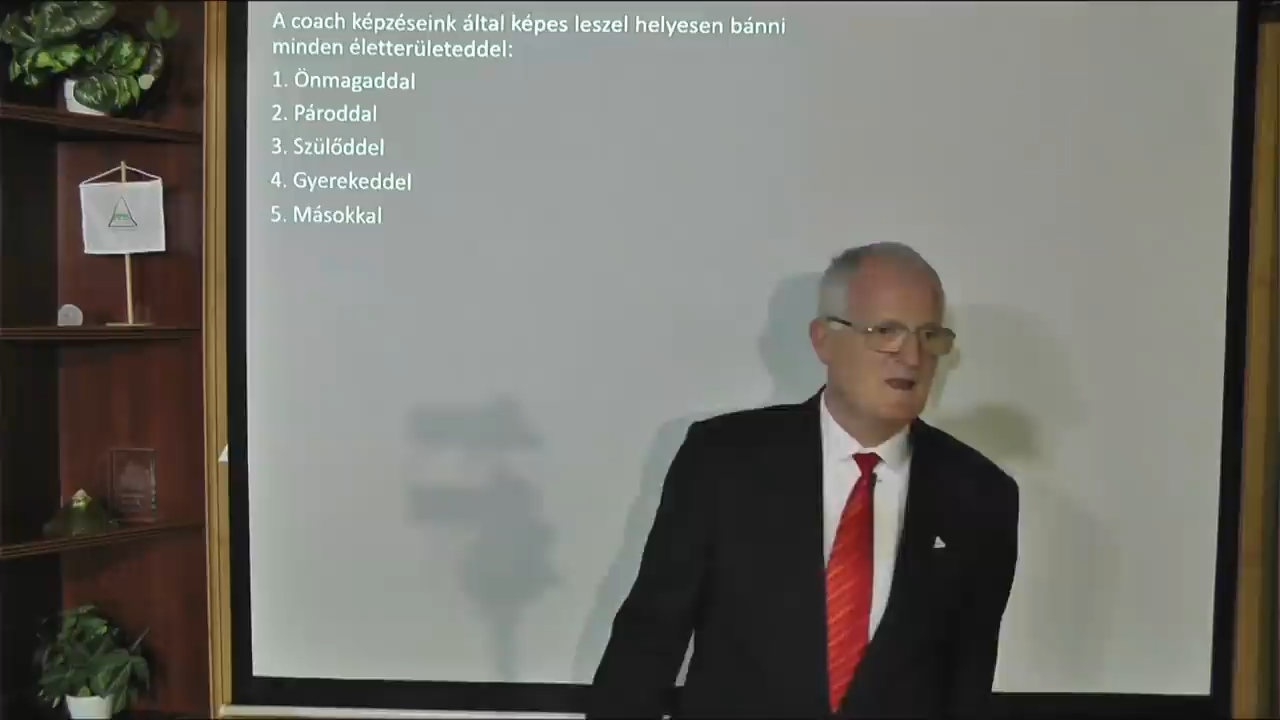 A coach képzéseink által képes leszel helyesen bánni
minden életterületeddel:
1. Önmagaddal
2. Pároddal
3. Szülőddel
4. Gyerekeddel
5. Másokkal